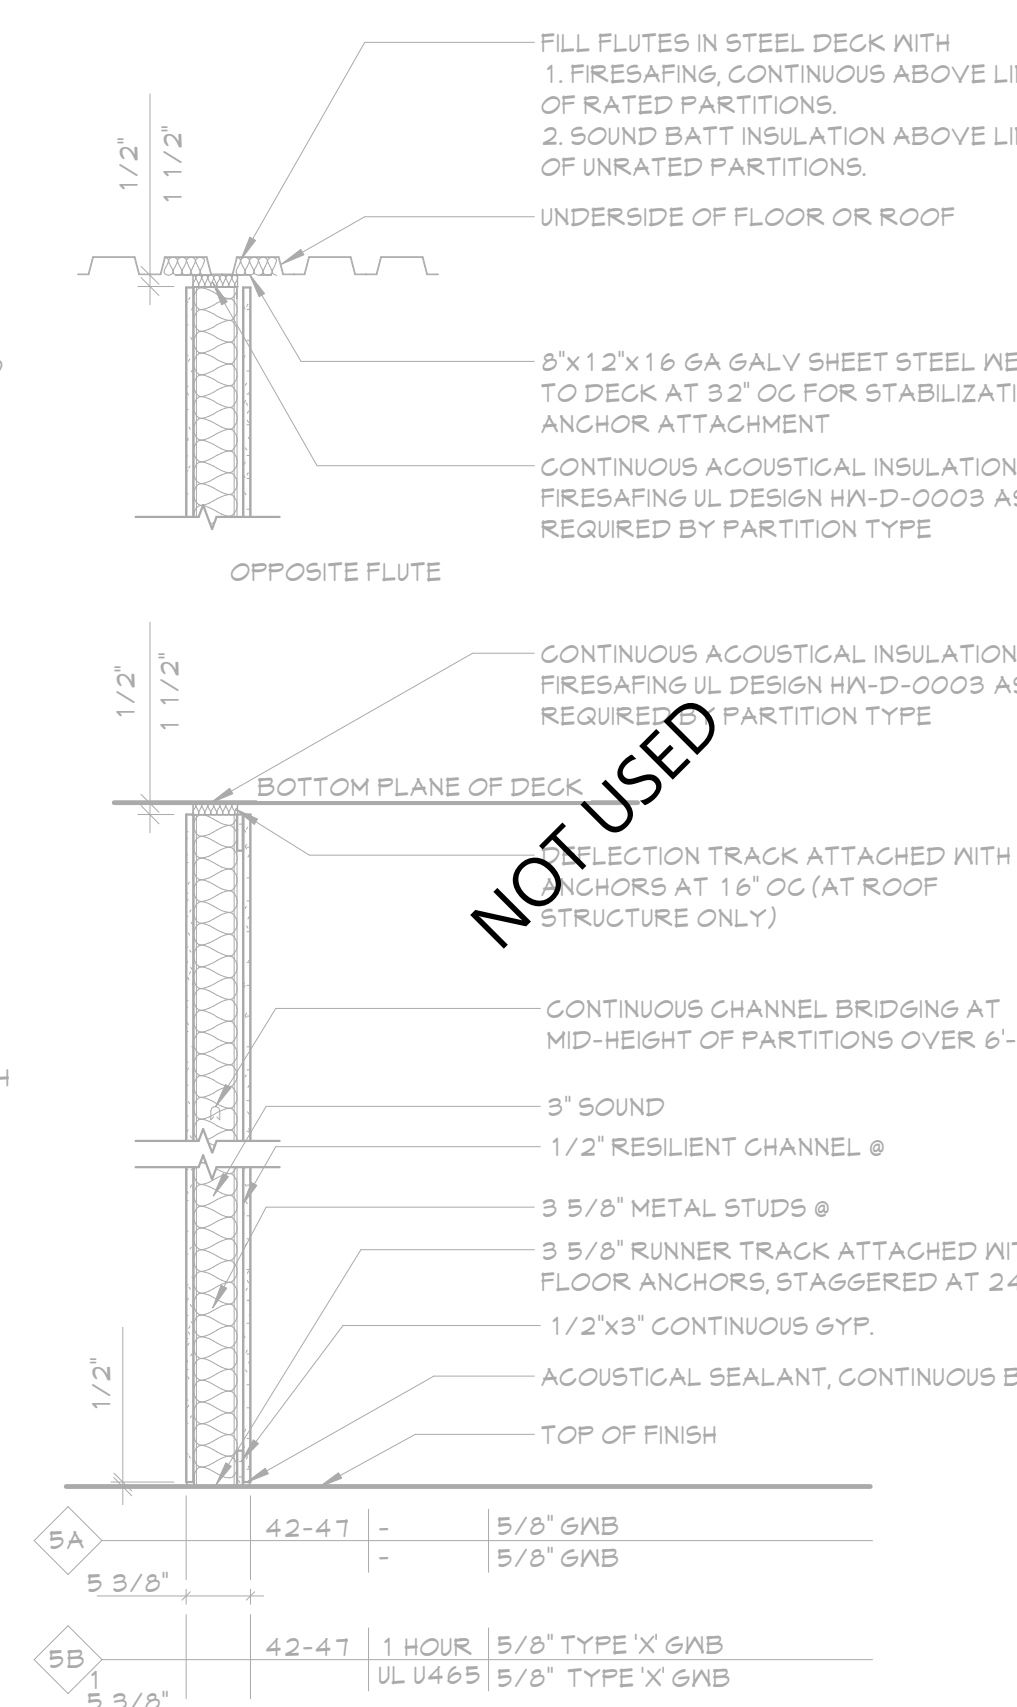 FILL FLUTES IN STEEL DECK WITH
1. FIRESAFING, CONTINUOUS ABOVE
OF RATED PARTITIONS.
2. SOUND BATT INSULATION ABOVE
OF UNRATED PARTITIONS.
1/2"
1 1/2"
UNDERSIDE OF FLOOR OR ROOF
8"x12"x16 GA GALV SHEET STEEL
TO DECK AT 32" OC FOR
ANCHOR ATTACHMENT
CONTINUOUS ACOUSTICAL INSULATION
FIRESAFING UL DESIGN HW-D-0003
REQUIRED BY PARTITION TYPE
OPPOSITE FLUTE
1/2"
1 1/2"
CONTINUOUS ACOUSTICAL INSULATION
FIRESAFING UL DESIGN HW-D-0003
REQUIRED BY PARTITION TYPE
BOTTOM PLANE OF DECK
NOT USED
DEFLECTION TRACK ATTACHED WITH
ANCHORS AT 16" OC (AT ROOF
STRUCTURE ONLY)
CONTINUOUS CHANNEL BRIDGING AT
MID-HEIGHT OF PARTITIONS OVER 6'-
3" SOUND
1/2" RESILIENT CHANNEL @
3 5/8" METAL STUDS @
3 5/8" RUNNER TRACK ATTACHED
FLOOR ANCHORS, STAGGERED AT 24
1/2"x3" CONTINUOUS GYP.
1/2"
ACOUSTICAL SEALANT, CONTINUOUS
TOP OF FINISH
5A
42-47
-
5/8" GWB
-
5/8" GWB
5 3/8"
5B
42-47
1 HOUR
5/8" TYPE 'X' GWB
UL U465
5/8" TYPE 'X' GWB
1
5 3/8"